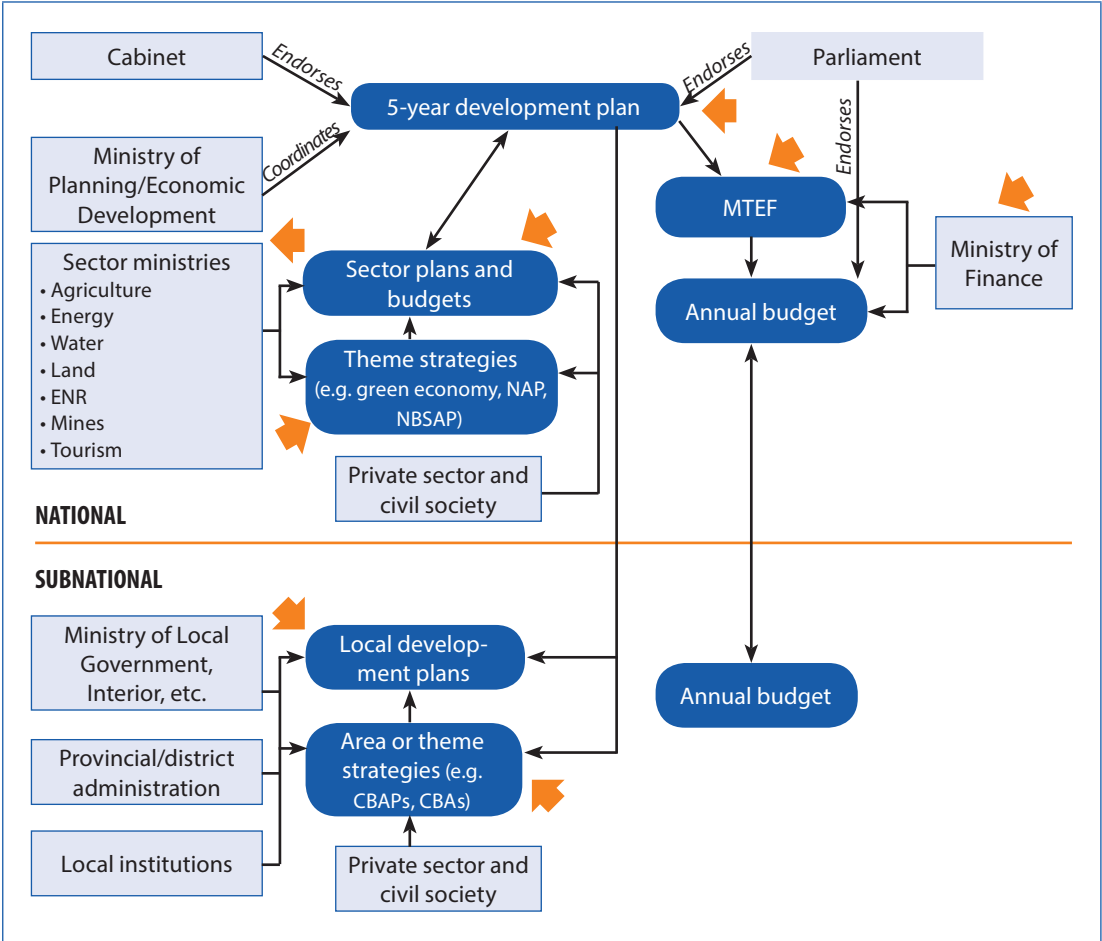 Cabinet
Endorses
5-year development plan
Endorses
Parliament
Ministry of
Planning/Economic
Development
Coordinates
Endorses
MTEF
Ministry of
Finance
Annual budget
Sector ministries
• Agriculture
• Energy
• Water
• Land
• ENR
• Mines
• Tourism
Sector plans and
budgets
Theme strategies
(e.g. green economy, NAP,
NBSAP)
Private sector and
civil society
NATIONAL
SUBNATIONAL
Ministry of Local
Government,
Interior, etc.
Local develop-
ment plans
Annual budget
Provincial/district
administration
Area or theme
strategies (e.g.
CBAPs, CBAs)
Local institutions
Private sector and
civil society